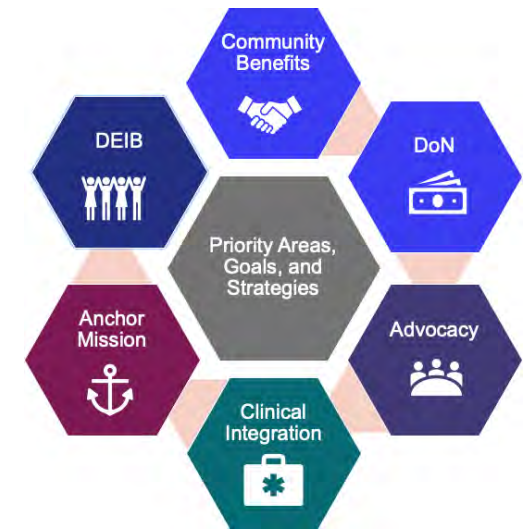 Community
Benefits
DEIB
DoN
Priority Areas,
Goals, and
Strategies
Anchor
Mission
Advocacy
Clinical
Integration